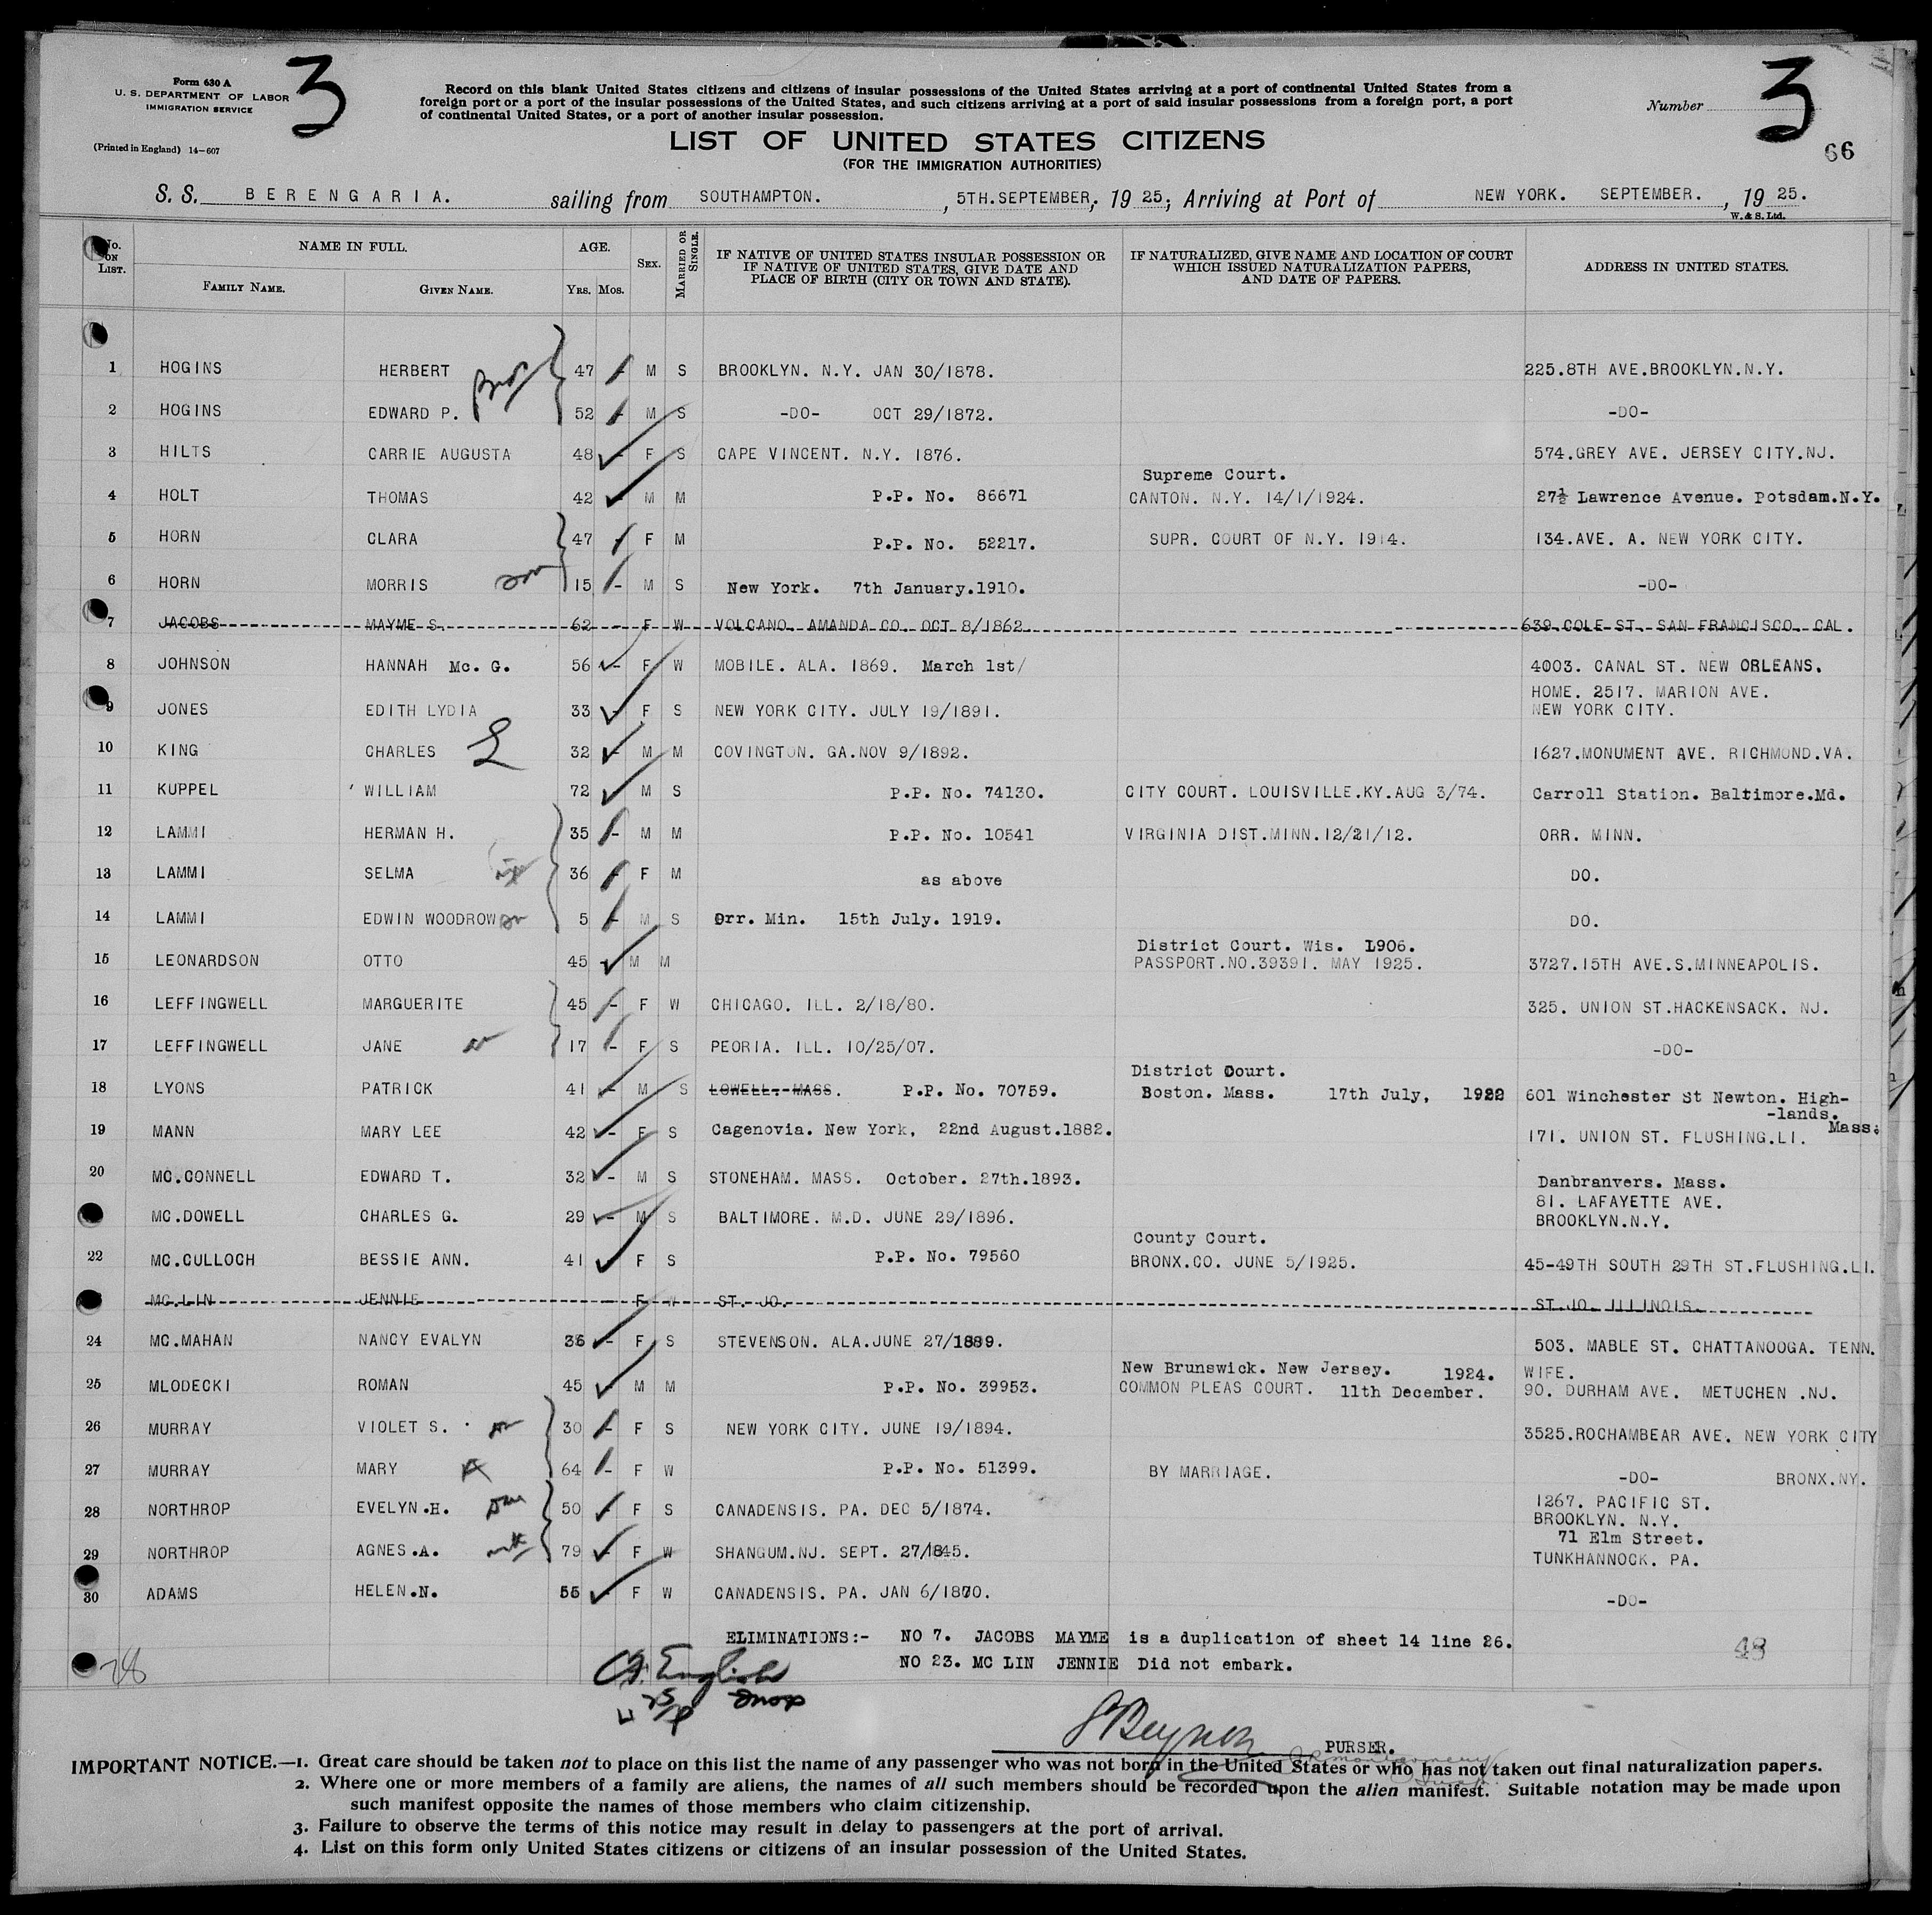 Form 630 A
U. S. DEPARTMENT OF LABOR
IMMIGRATION SERVICE
(Printed in England) 14-607
3
Record on this blank United States citizens and citizens of insular possessions of the United States arriving at a port of continental United States from a
foreign port or a port of the insular possessions of the United States, and such citizens arriving at a port of said insular possessions from a foreign port, a port
of continental United States, or a port of another insular possession.
LIST OF UNITED STATES CITIZENS
(FOR THE IMMIGRATION AUTHORITIES)
Number 3
66
S. S. BERENGARIA. sailing from SOUTHAMPTON. , 5TH.SEPTEMBER, 19 25; Arriving at Port of NEW YORK. SEPTEMBER. , 19 25.
W. & S. Ltd.
No. ON LIST. NAME IN FULL. AGE. SEX. MARRIED OR SINGLE. IF NATIVE OF UNITED STATES INSULAR POSSESSION OR IF NATIVE OF UNITED STATES, GIVE DATE AND PLACE OF BIRTH (CITY OR TOWN AND STATE). IF NATURALIZED, GIVE NAME AND LOCATION OF COURT WHICH ISSUED NATURALIZATION PAPERS, AND DATE OF PAPERS. ADDRESS IN UNITED STATES.
FAMILY NAME. GIVEN NAME. YRS. MOS.
1 HOGINS HERBERT 47 - M S BROOKLYN. N.Y. JAN 30/1878. 225.8TH AVE.BROOKLYN.N.Y.
2 HOGINS EDWARD P. 52 - M S -DO- OCT 29/1872. -DO-
3 HILTS CARRIE AUGUSTA 48 - F S CAPE VINCENT. N.Y. 1876. 574.GREY AVE. JERSEY CITY.NJ.
Supreme Court.
4 HOLT THOMAS 42 - M M P.P. No. 86671 CANTON. N.Y. 14/1/1924. 27½ Lawrence Avenue. Potsdam.N.Y.
5 HORN CLARA 47 - F M P.P. No. 52217. SUPR. COURT OF N.Y. 1914. 134.AVE. A. NEW YORK CITY.
6 HORN MORRIS 15 - M S New York. 7th January.1910. -DO-
7 JACOBS MAYME S. 62 - F W VOLCANO. AMANDA CO. OCT 8/1862 639 COLE ST. SAN FRANCISCO. CAL.
8 JOHNSON HANNAH Mc. G. 56 - F W MOBILE. ALA. 1869. March 1st/ 4003. CANAL ST. NEW ORLEANS.
HOME. 2517. MARION AVE.
9 JONES EDITH LYDIA 33 - F S NEW YORK CITY. JULY 19/1891. NEW YORK CITY.
10 KING CHARLES L 32 - M M COVINGTON. GA.NOV 9/1892. 1627.MONUMENT AVE. RICHMOND.VA.
11 KUPPEL WILLIAM 72 M S P.P. No. 74130. CITY COURT. LOUISVILLE.KY.AUG 3/74. Carroll Station. Baltimore.Md.
12 LAMMI HERMAN H. 35 - M M P.P. No. 10541 VIRGINIA DIST.MINN.12/21/12. ORR. MINN.
13 LAMMI SELMA 36 - F M as above DO.
14 LAMMI EDWIN WOODROW 5 - M S Orr. Min. 15th July. 1919. DO.
District Court. Wis. 1906.
15 LEONARDSON OTTO 45 - M M PASSPORT.NO.39391. MAY 1925. 3727.15TH AVE.S.MINNEAPOLIS.
16 LEFFINGWELL MARGUERITE 45 - F W CHICAGO. ILL. 2/18/80. 325. UNION ST.HACKENSACK. NJ.
17 LEFFINGWELL JANE 17 - F S PEORIA. ILL. 10/25/07. -DO-
District Court.
18 LYONS PATRICK 41 - M S LOWELL. MASS. P.P. No. 70759. Boston. Mass. 17th July, 1922 601 Winchester St Newton. High-
-lands.
Mass.
19 MANN MARY LEE 42 - F S Cagenovia. New York, 22nd August.1882. 171. UNION ST. FLUSHING.LI.
20 MC.CONNELL EDWARD T. 32 - M S STONEHAM. MASS. October. 27th.1893. Danbranvers. Mass.
81. LAFAYETTE AVE.
MC.DOWELL CHARLES G. 29 - M S BALTIMORE. M.D. JUNE 29/1896. BROOKLYN.N.Y.
County Court.
22 MC.CULLOCH BESSIE ANN. 41 F S P.P. No. 79560 BRONX.CO. JUNE 5/1925. 45-49TH SOUTH 29TH ST.FLUSHING.LI.
MC.LIN JENNIE F W ST. JO. ST.JO. ILLINOIS.
24 MC.MAHAN NANCY EVALYN 36 - F S STEVENSON. ALA.JUNE 27/1889. 503. MABLE ST. CHATTANOOGA. TENN.
New Brunswick. New Jersey. 1924. WIFE.
25 MLODECKI ROMAN 45 - M M P.P. No. 39953. COMMON PLEAS COURT. 11th December. 90. DURHAM AVE. METUCHEN .NJ.
26 MURRAY VIOLET S. 30 - F S NEW YORK CITY. JUNE 19/1894. 3525.ROCHAMBEAR AVE. NEW YORK CITY
27 MURRAY MARY 64 - F W P.P. No. 51399. BY MARRIAGE. -DO- BRONX.NY.
1267. PACIFIC ST.
28 NORTHROP EVELYN.H. 50 - F S CANADENSIS. PA. DEC 5/1874. BROOKLYN. N.Y.
71 Elm Street.
29 NORTHROP AGNES.A. 79 - F W SHANGUM.NJ. SEPT. 27/1845. TUNKHANNOCK. PA.
30 ADAMS HELEN.N. 55 - F W CANADENSIS. PA. JAN 6/1870. -DO-
ELIMINATIONS:- NO 7. JACOBS MAYME is a duplication of sheet 14 line 26.
NO 23. MC LIN JENNIE Did not embark.
48
28
English
PURSER.
IMPORTANT NOTICE.—1. Great care should be taken not to place on this list the name of any passenger who was not born in the United States or who has not taken out final naturalization papers.
2. Where one or more members of a family are aliens, the names of all such members should be recorded upon the alien manifest. Suitable notation may be made upon
such manifest opposite the names of those members who claim citizenship.
3. Failure to observe the terms of this notice may result in delay to passengers at the port of arrival.
4. List on this form only United States citizens or citizens of an insular possession of the United States.